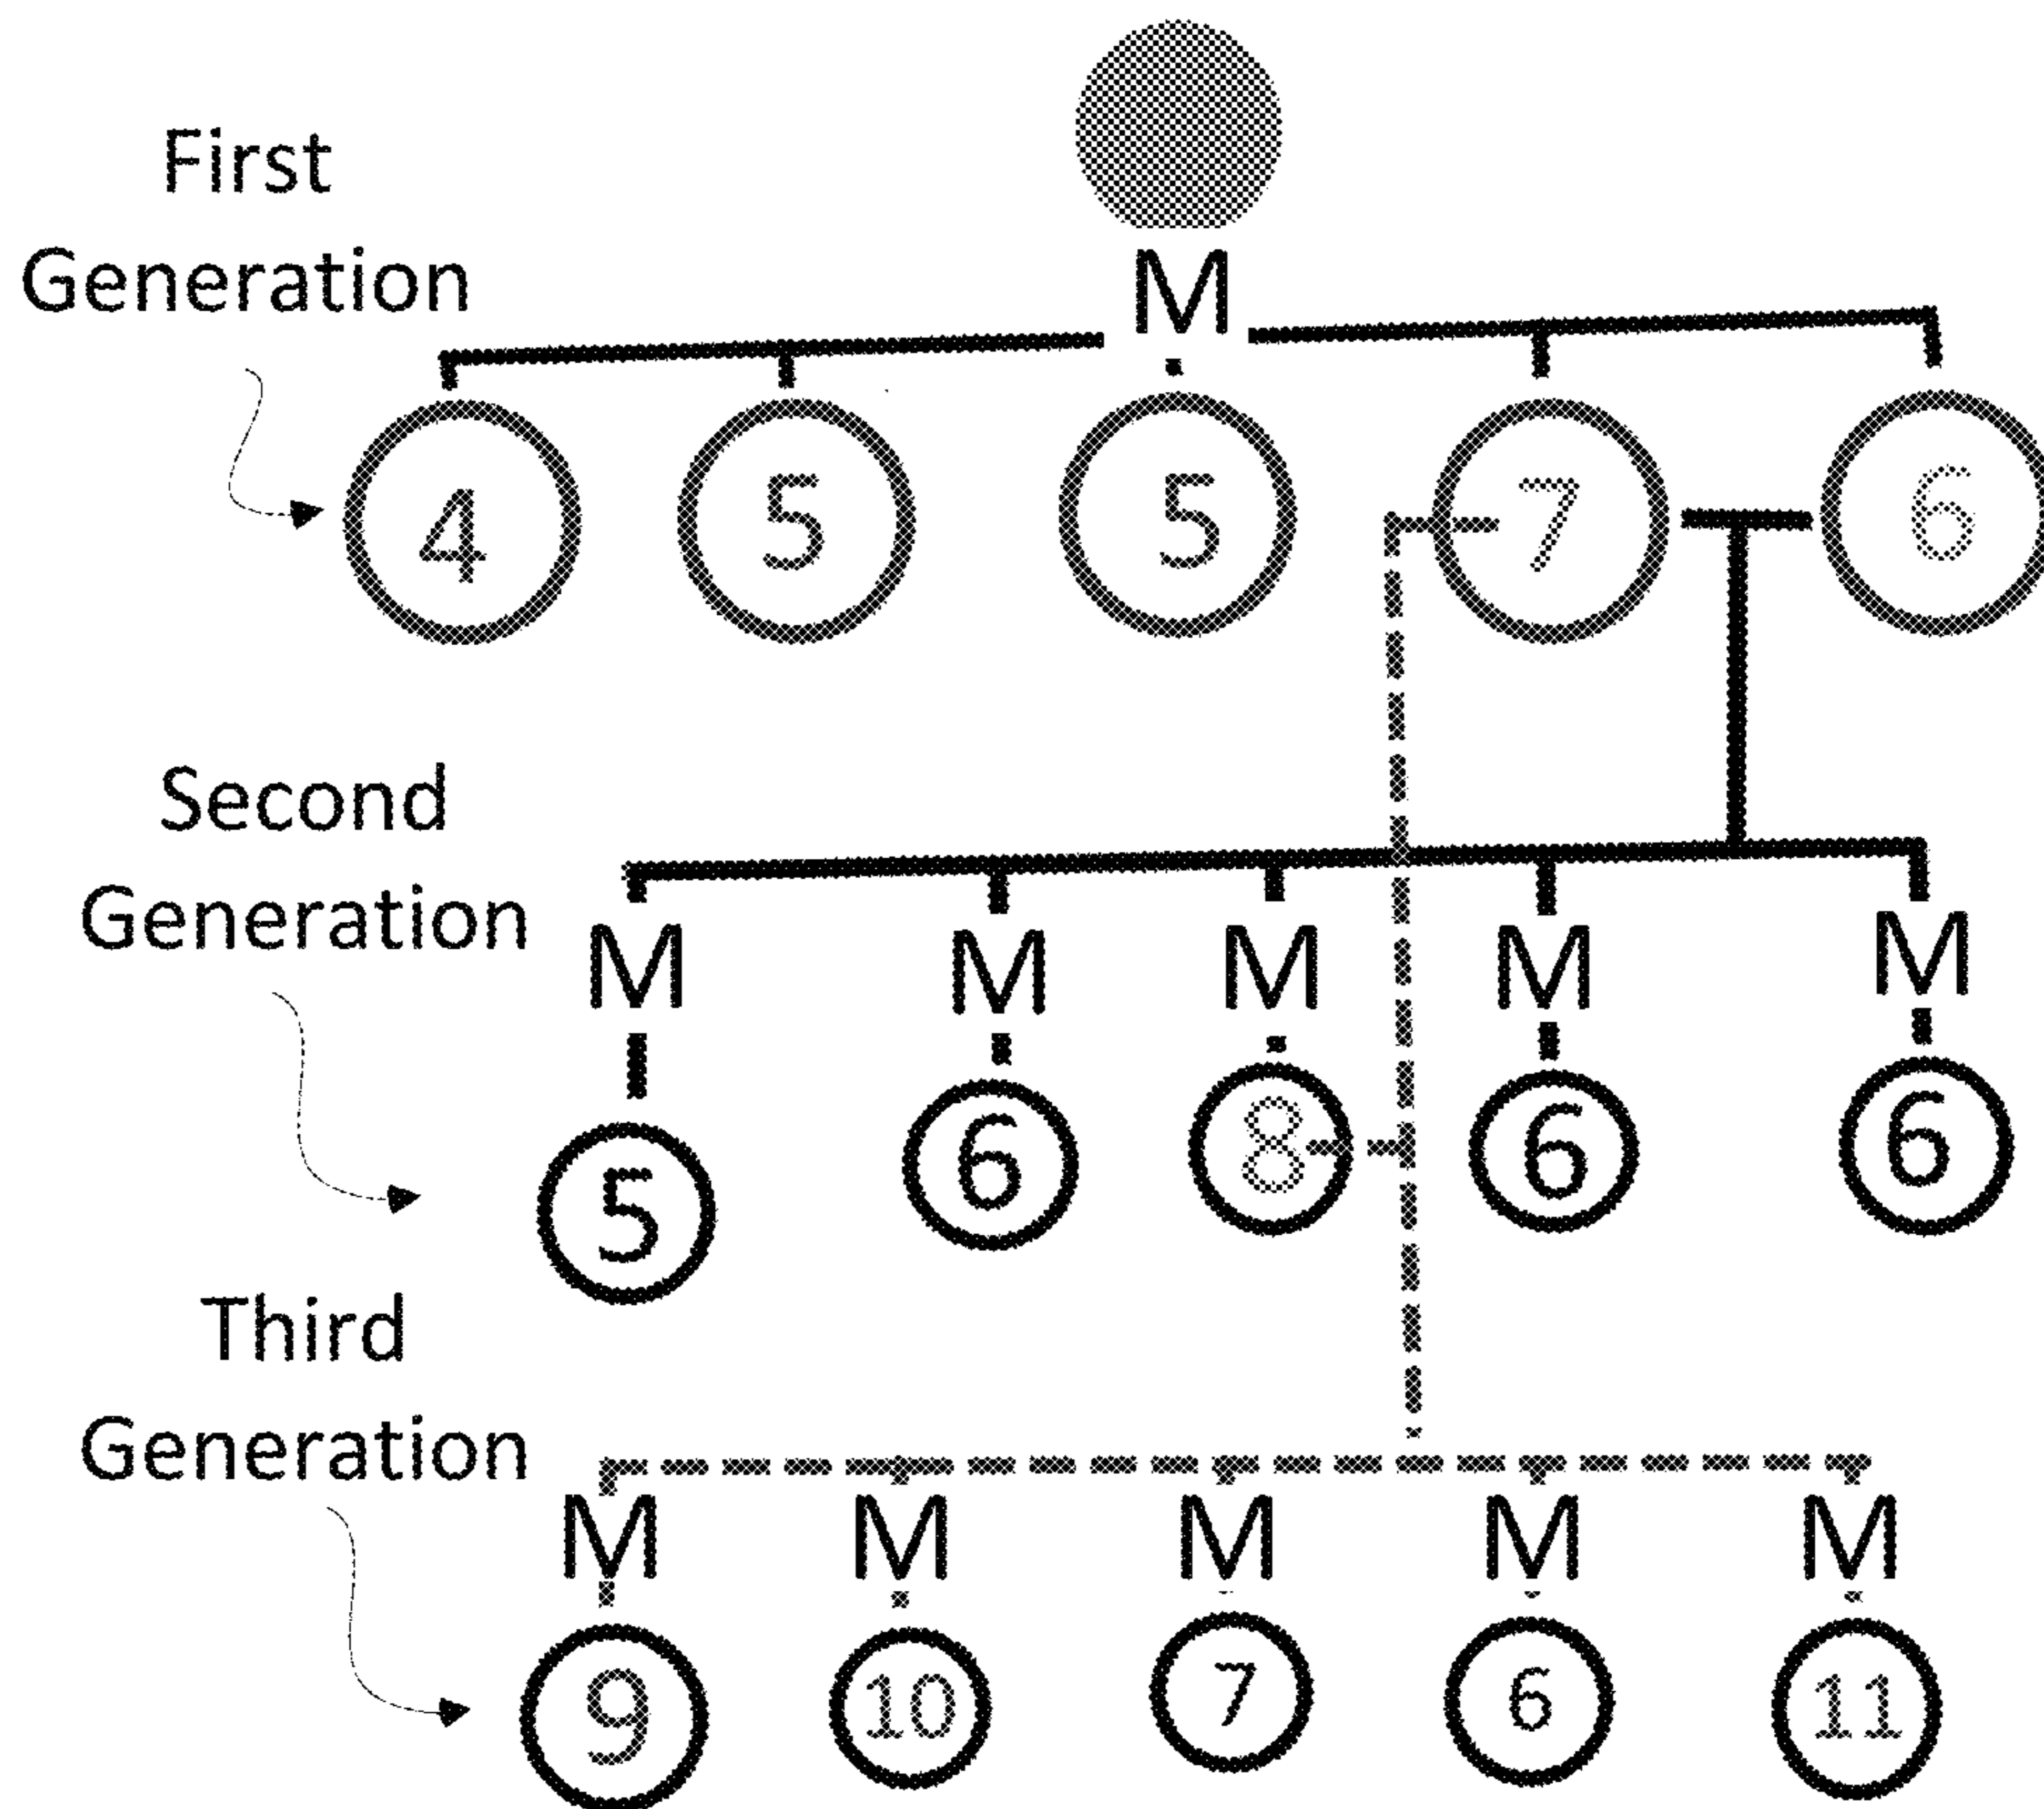 First
Generation
M
4 5 5 7 6
Second
Generation
M M M M M
5 6 8 6 6
Third
Generation
M M M M M
9 10 7 6 11